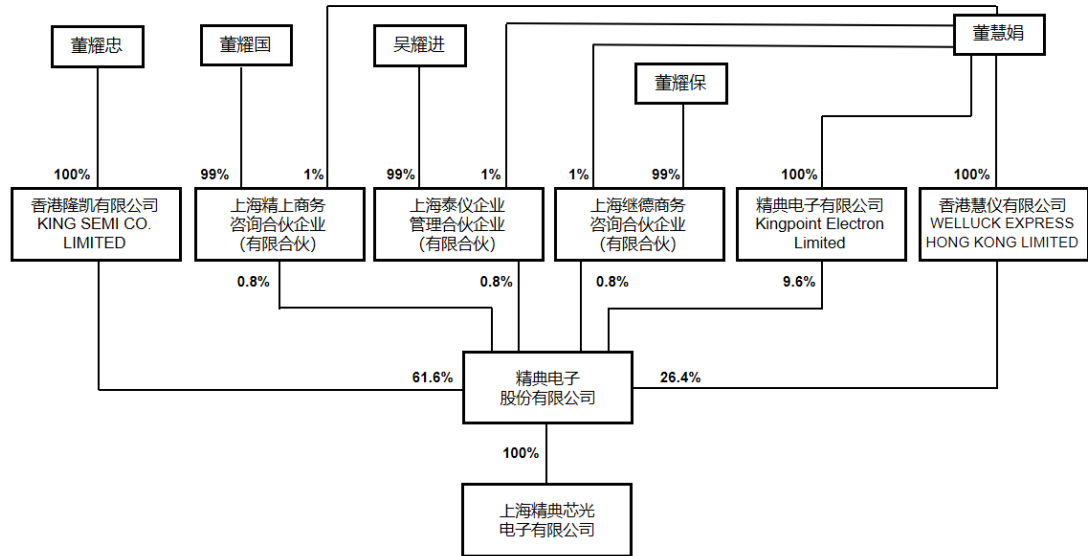 董耀忠
董耀国
吴耀进
董慧娟
董耀保
100%
99%
1%
99%
1%
1%
99%
100%
100%
香港隆凯有限公司
KING SEMI CO.
LIMITED
上海精上商务
咨询合伙企业
（有限合伙）
上海泰仪企业
管理合伙企业
（有限合伙）
上海继德商务
咨询合伙企业
（有限合伙）
精典电子有限公司
Kingpoint Electron
Limited
香港慧仪有限公司
WELLUCK EXPRESS
HONG KONG LIMITED
0.8%
0.8%
0.8%
9.6%
61.6%
精典电子
股份有限公司
26.4%
100%
上海精典芯光
电子有限公司